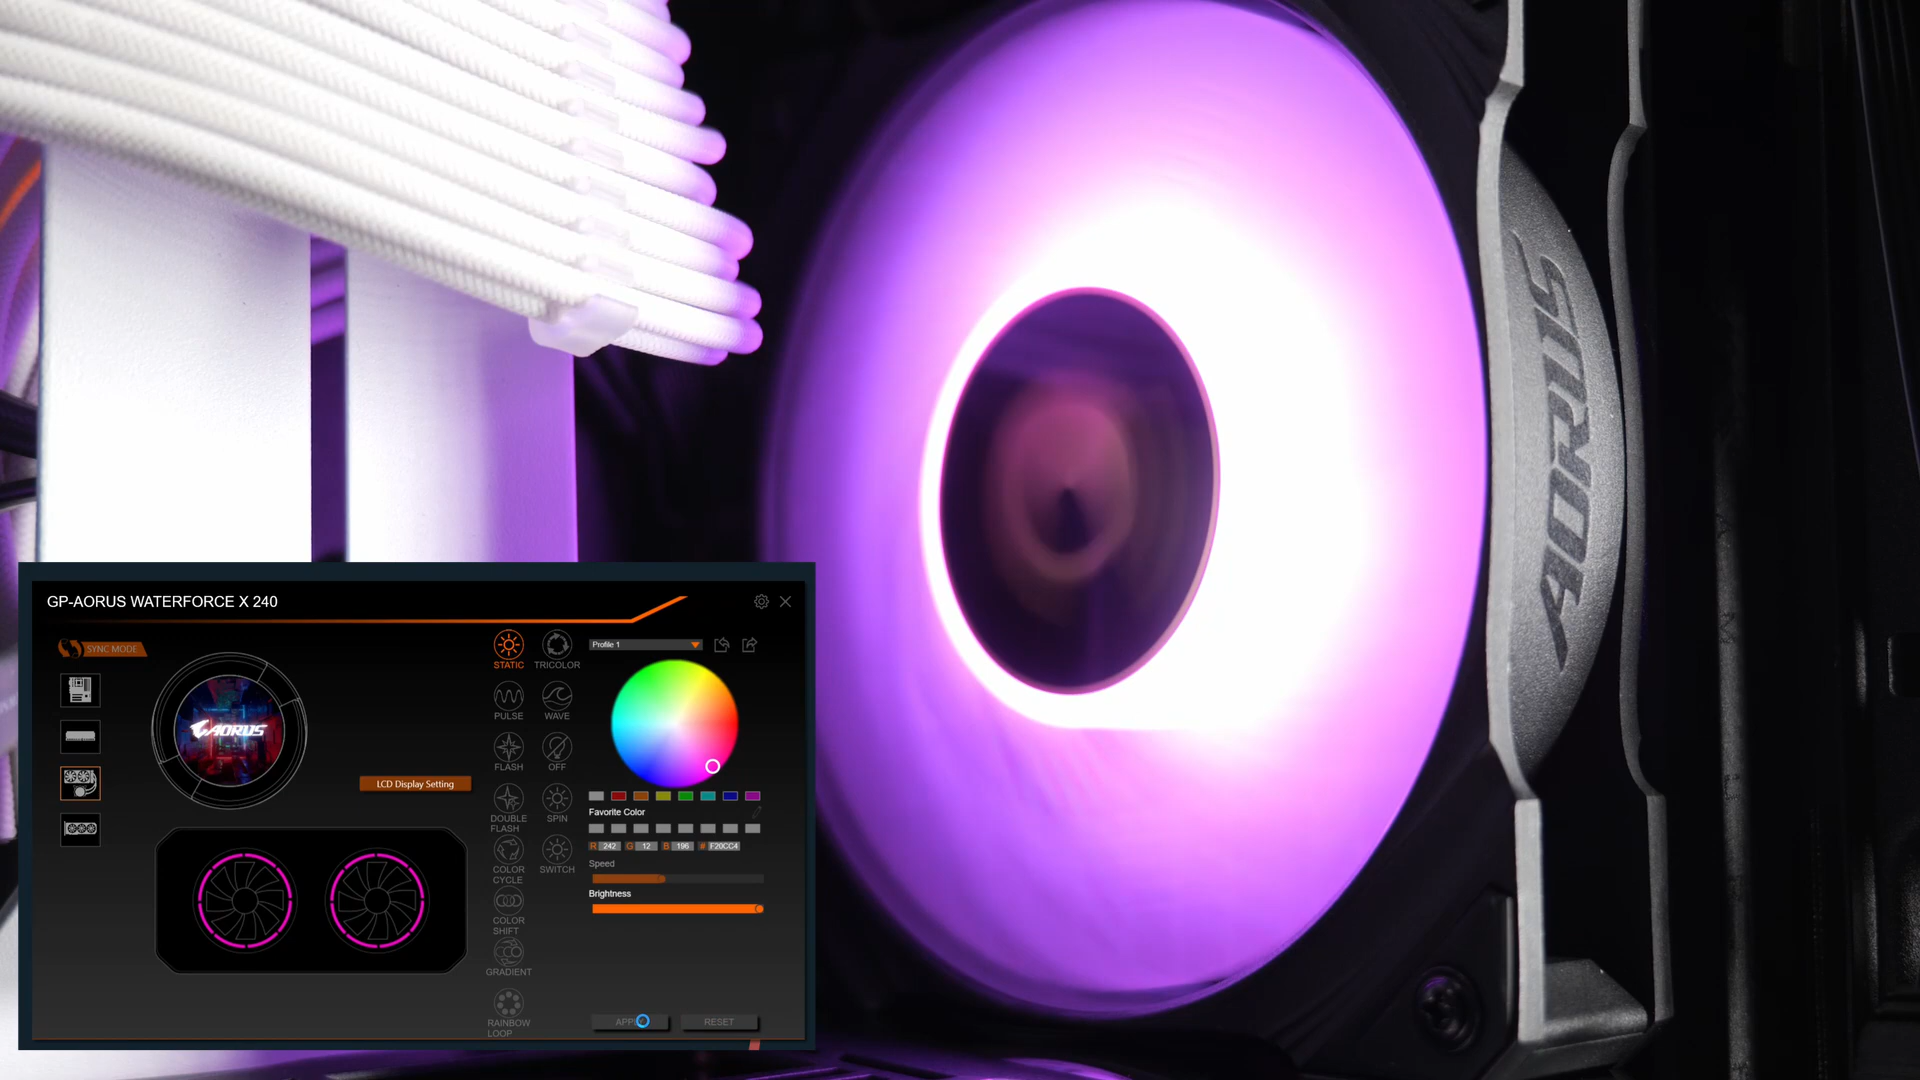 AORUS
GP-AORUS WATERFORCE X 240
SYNC MODE
AORUS
LCD Display Setting
STATIC
TRICOLOR
PULSE
WAVE
FLASH
OFF
DOUBLE
FLASH
SPIN
COLOR
CYCLE
SWITCH
COLOR
SHIFT
GRADIENT
RAINBOW
LOOP
Profile 1
Favorite Color
R 242 G 12 B 196 # F20CC4
Speed
Brightness
APPLY RESET